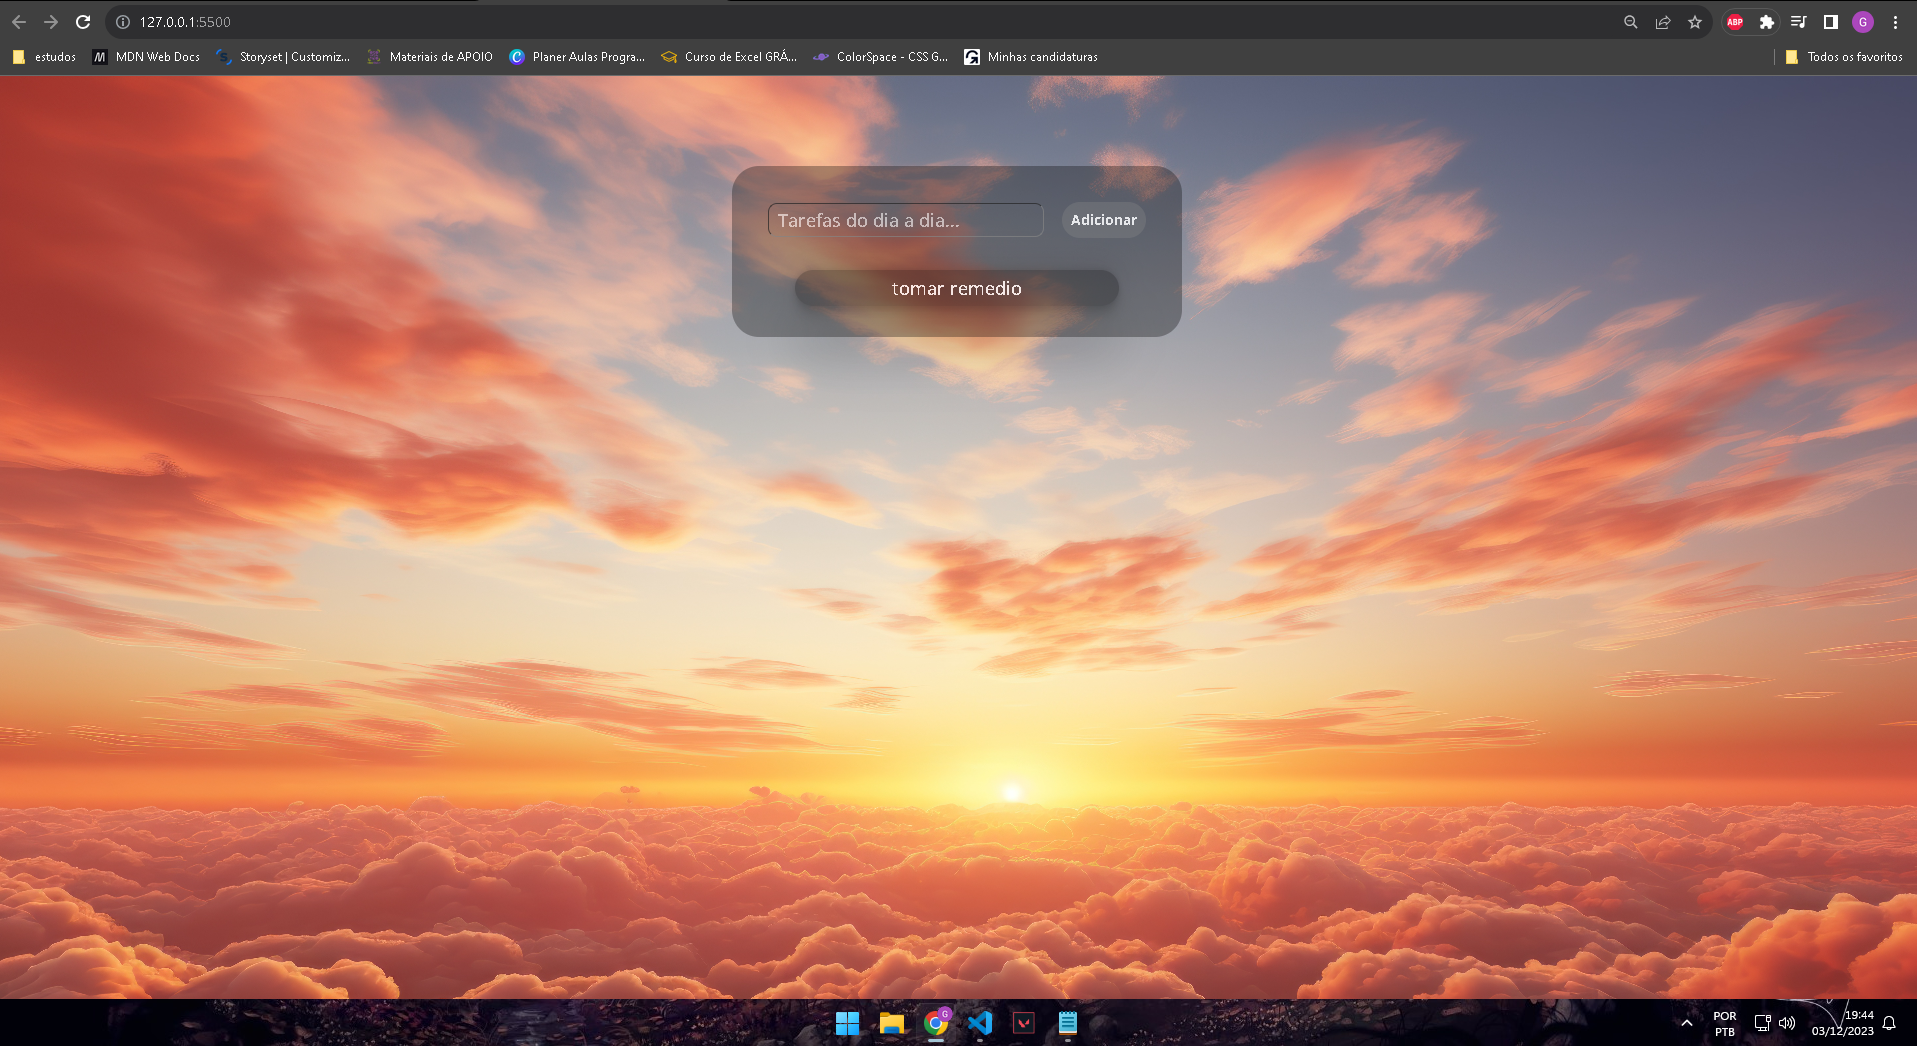 127.0.0.1:5500
ABP
G
estudos
MDN Web Docs
Storyset | Customiz...
Materiais de APOIO
Planer Aulas Progra...
Curso de Excel GRÁ...
ColorSpace - CSS G...
Minhas candidaturas
Todos os favoritos
Tarefas do dia a dia...
Adicionar
tomar remedio
G
POR
PTB
19:44
03/12/2023